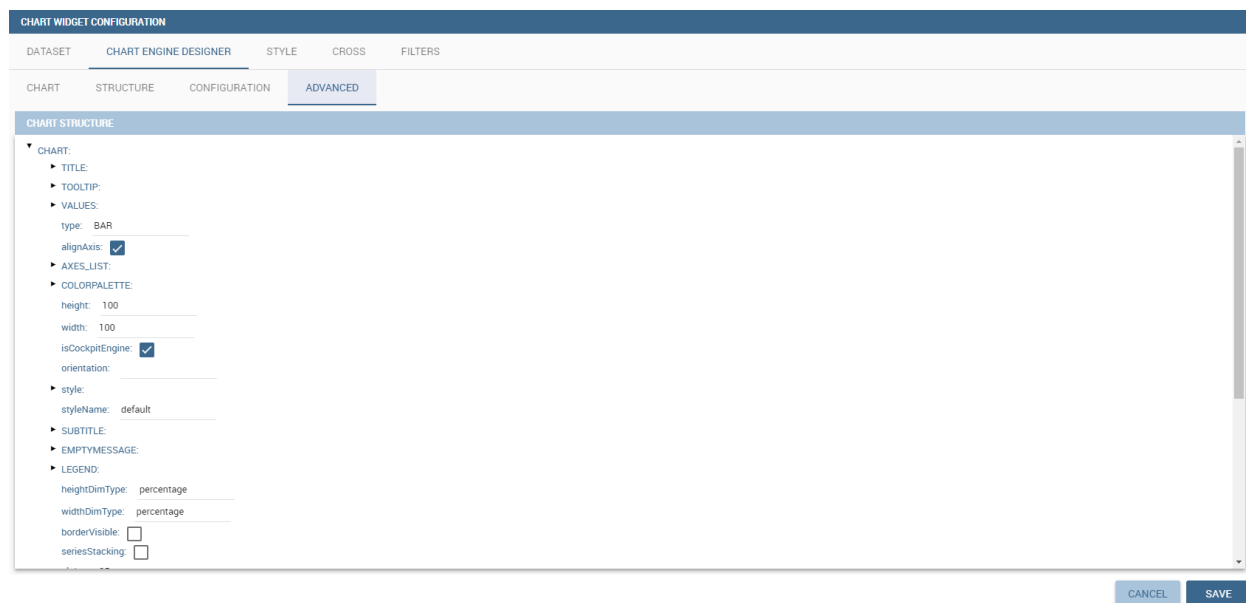 CHART WIDGET CONFIGURATION
DATASET CHART ENGINE DESIGNER STYLE CROSS FILTERS
CHART STRUCTURE CONFIGURATION ADVANCED
CHART STRUCTURE
CHART:
TITLE:
TOOLTIP:
VALUES:
type: BAR
alignAxis:
AXES_LIST:
COLORPALETTE:
height: 100
width: 100
isCockpitEngine:
orientation:
style:
styleName: default
SUBTITLE:
EMPTYMESSAGE:
LEGEND:
heightDimType: percentage
widthDimType: percentage
borderVisible:
seriesStacking:
CANCEL SAVE